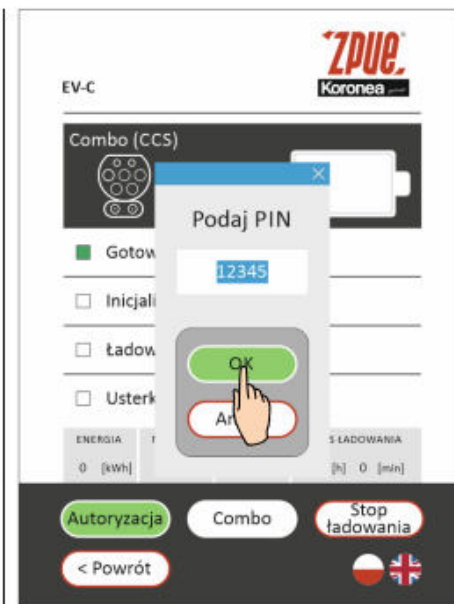 ZPUE
Koronea
EV-C
Combo (CCS)
Podaj PIN
12345
OK
Gotow
Inicjali
Ładow
Usterk
ENERGIA
S ŁADOWANIA
0 [kWh]
[h] 0 [min]
Autoryzacja
Combo
Stop
ładowania
< Powrót